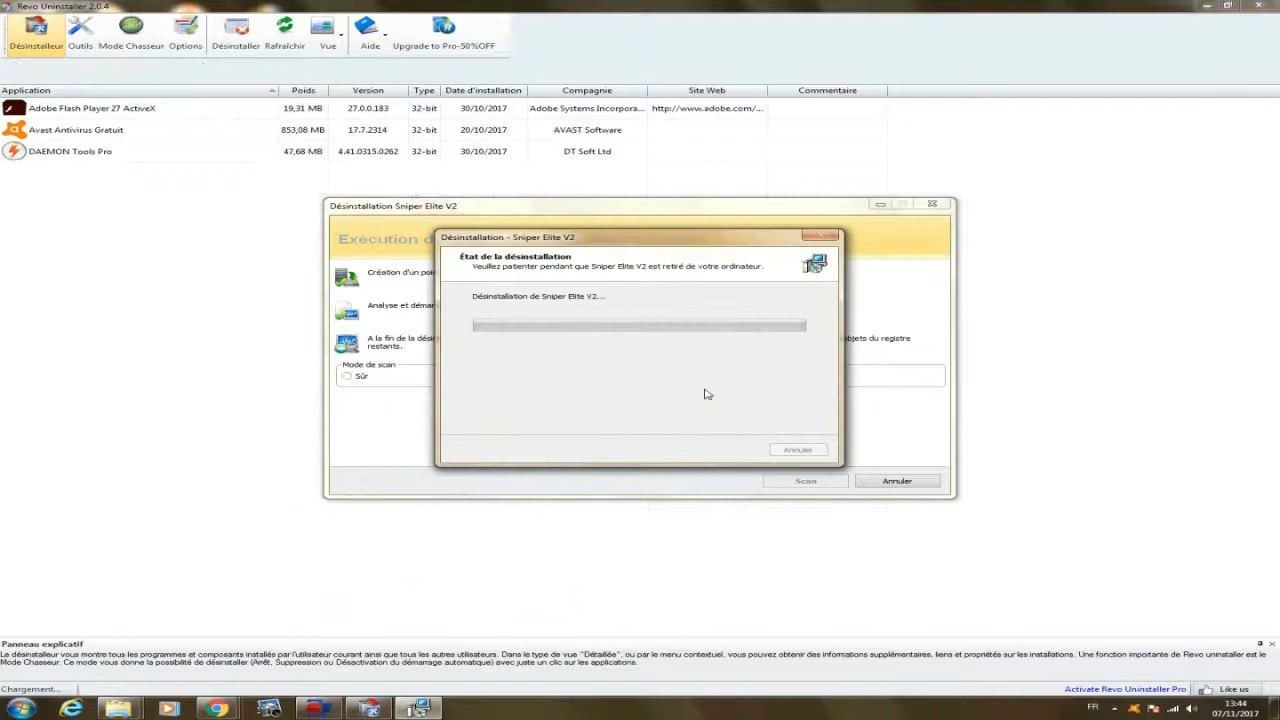 Revo Uninstaller 2.0.4
Désinstalleur Outils Mode Chasseur Options Désinstaller Rafraîchir Vue Aide Upgrade to Pro-50%OFF
Application Poids Version Type Date d'installation Compagnie Site Web Commentaire
Adobe Flash Player 27 ActiveX 19,31 MB 27.0.0.183 32-bit 30/10/2017 Adobe Systems Incorpora... http://www.adobe.com/...
Avast Antivirus Gratuit 853,08 MB 17.7.2314 32-bit 20/10/2017 AVAST Software
DAEMON Tools Pro 47,68 MB 4.41.0315.0262 32-bit 30/10/2017 DT Soft Ltd
Désinstallation Sniper Elite V2
Exécution d
Désinstallation - Sniper Elite V2
État de la désinstallation
Veuillez patienter pendant que Sniper Elite V2 est retiré de votre ordinateur.
Création d'un poi
Désinstallation de Sniper Elite V2...
Analyse et déma
A la fin de la dési objets du registre
restants.
Mode de scan
Sûr
Annuler
Scan Annuler
Panneau explicatif
Le désinstalleur vous montre tous les programmes et composants installés par l'utilisateur courant ainsi que tous les autres utilisateurs. Dans le type de vue "Détaillée", ou par le menu contextuel, vous pouvez obtenir des informations supplémentaires, liens et propriétés sur les installations. Une fonction importante de Revo uninstaller est le
Mode Chasseur. Ce mode vous donne la possibilité de désinstaller (Arrêt, Suppression ou Désactivation du démarrage automatique) avec juste un clic sur les applications.
Chargement... Activate Revo Uninstaller Pro Like us
FR 13:44
07/11/2017